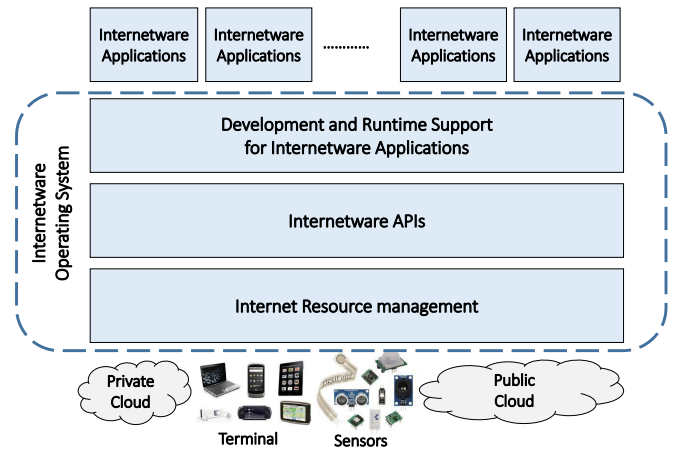 Internetware
Applications
Internetware
Applications
............
Internetware
Applications
Internetware
Applications
Internetware
Operating System
Development and Runtime Support
for Internetware Applications
Internetware APIs
Internet Resource management
Private
Cloud
Terminal
Sensors
Public
Cloud